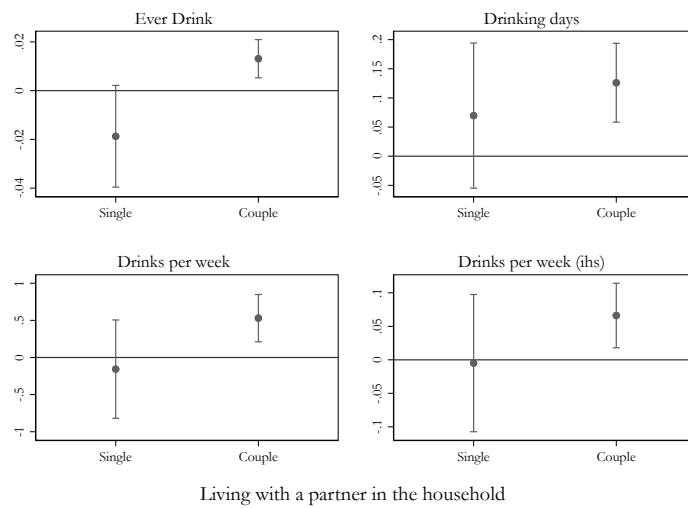 Ever Drink
.02
0
-.02
-.04
Single Couple
Drinking days
.2
.15
.1
.05
0
-.05
Single Couple
Drinks per week
1
.5
0
-.5
-1
Single Couple
Drinks per week (ihs)
.1
.05
0
-.05
-.1
Single Couple
Living with a partner in the household